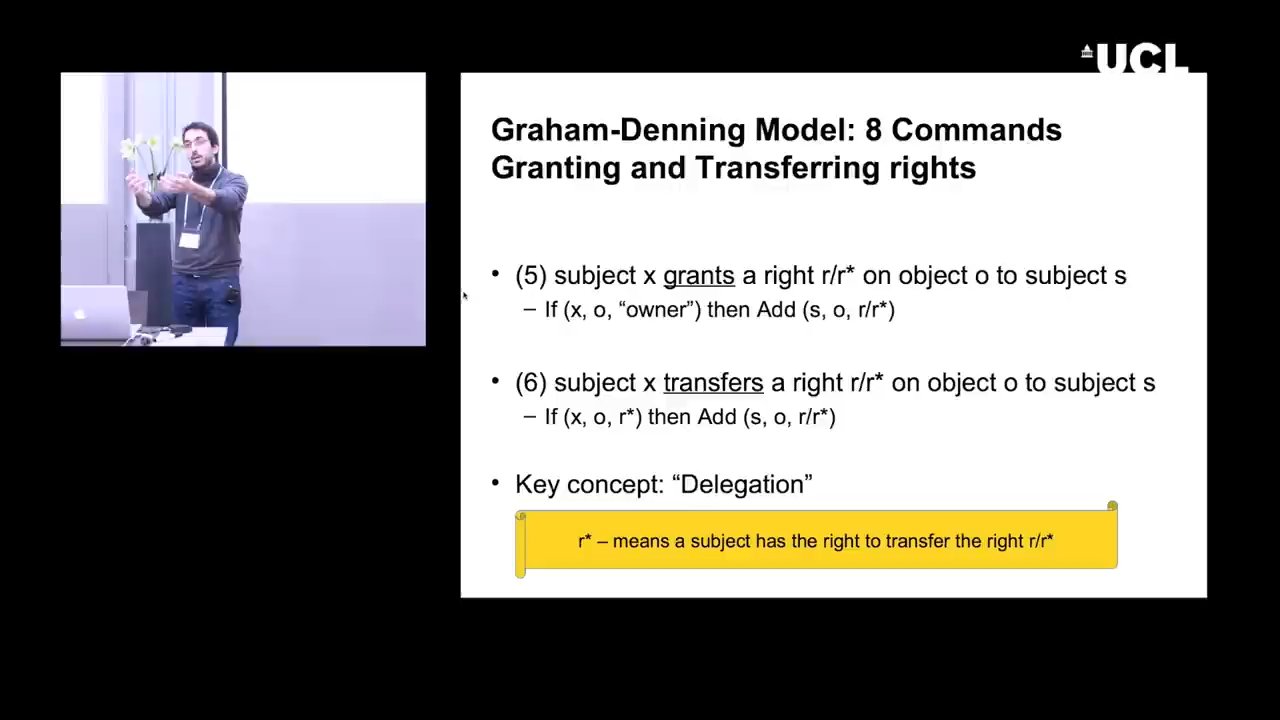 UCL
Graham-Denning Model: 8 Commands
Granting and Transferring rights
• (5) subject x grants a right r/r* on object o to subject s
– If (x, o, “owner”) then Add (s, o, r/r*)
• (6) subject x transfers a right r/r* on object o to subject s
– If (x, o, r*) then Add (s, o, r/r*)
• Key concept: “Delegation”
r* – means a subject has the right to transfer the right r/r*